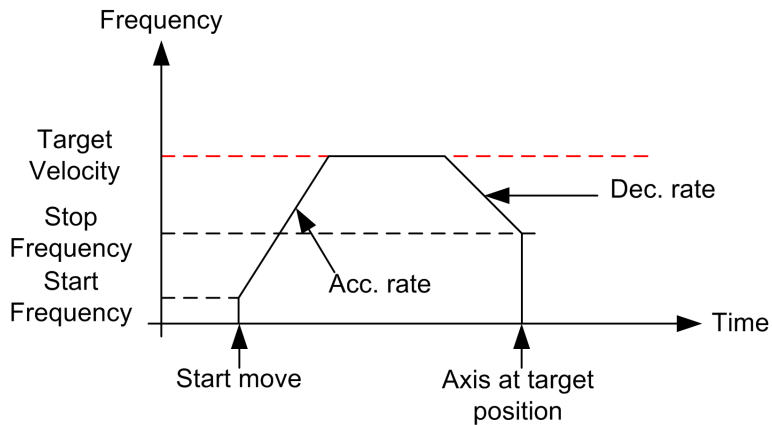 Frequency
Target
Velocity
Dec. rate
Stop
Frequency
Start
Frequency
Acc. rate
Time
Start move
Axis at target
position